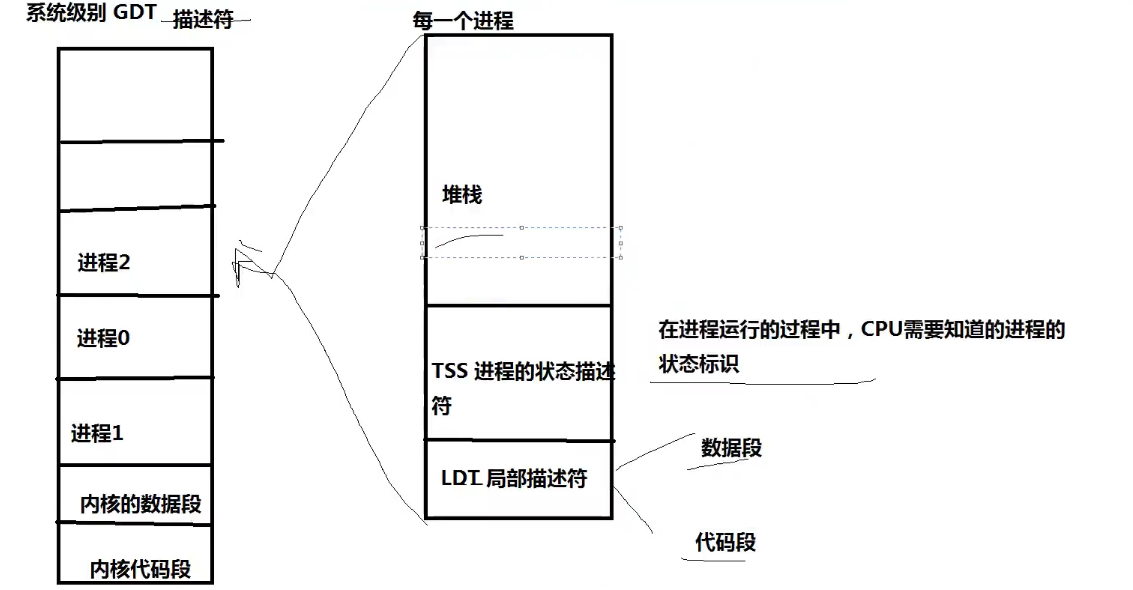 系统级别 GDT 描述符
每一个进程
进程2
进程0
进程1
内核的数据段
内核代码段
堆栈
TSS 进程的状态描述
符
LDT 局部描述符
在进程运行的过程中，CPU需要知道的进程的
状态标识
数据段
代码段